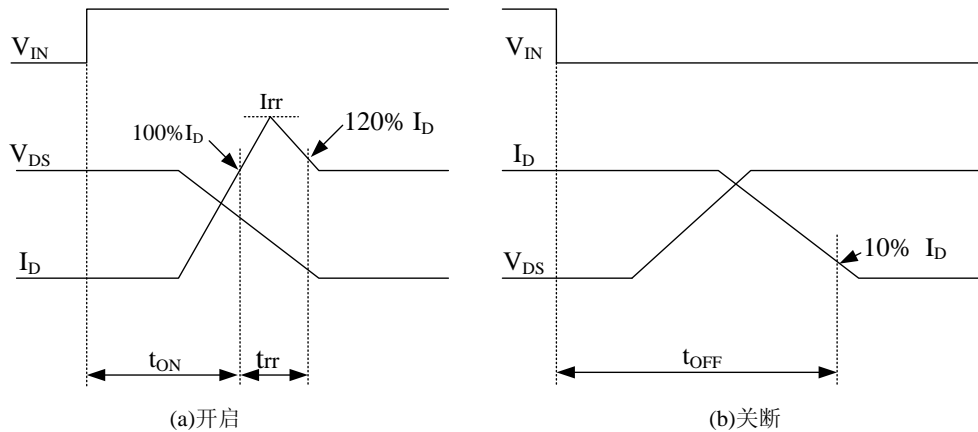 V_IN
Irr
100% I_D
120% I_D
V_DS
I_D
t_ON
trr
(a)开启
V_IN
I_D
V_DS
10% I_D
t_OFF
(b)关断